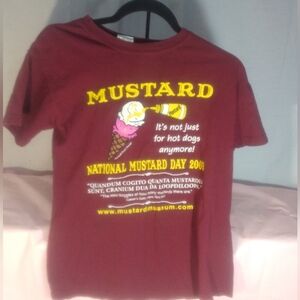 MUSTARD
It's not just
for hot dogs
anymore!
NATIONAL MUSTARD DAY
"QUANDUM COGITO QUANTA MUSTARDUM
SUNT, CRANIUM DUA DA LOOPDILOOPS."
www.mustardmuseum.com